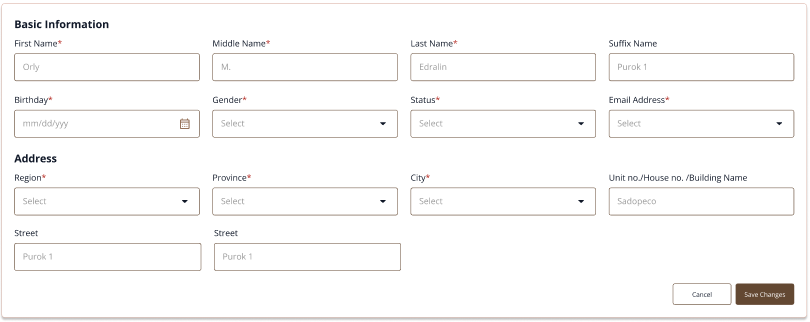 Basic Information
First Name* Middle Name* Last Name* Suffix Name
Orly M. Edralin Purok 1
Birthday* Gender* Status* Email Address*
mm/dd/yyy Select Select Select
Address
Region* Province* City* Unit no./House no. /Building Name
Select Select Select Sadopeco
Street Street
Purok 1 Purok 1
Cancel Save Changes